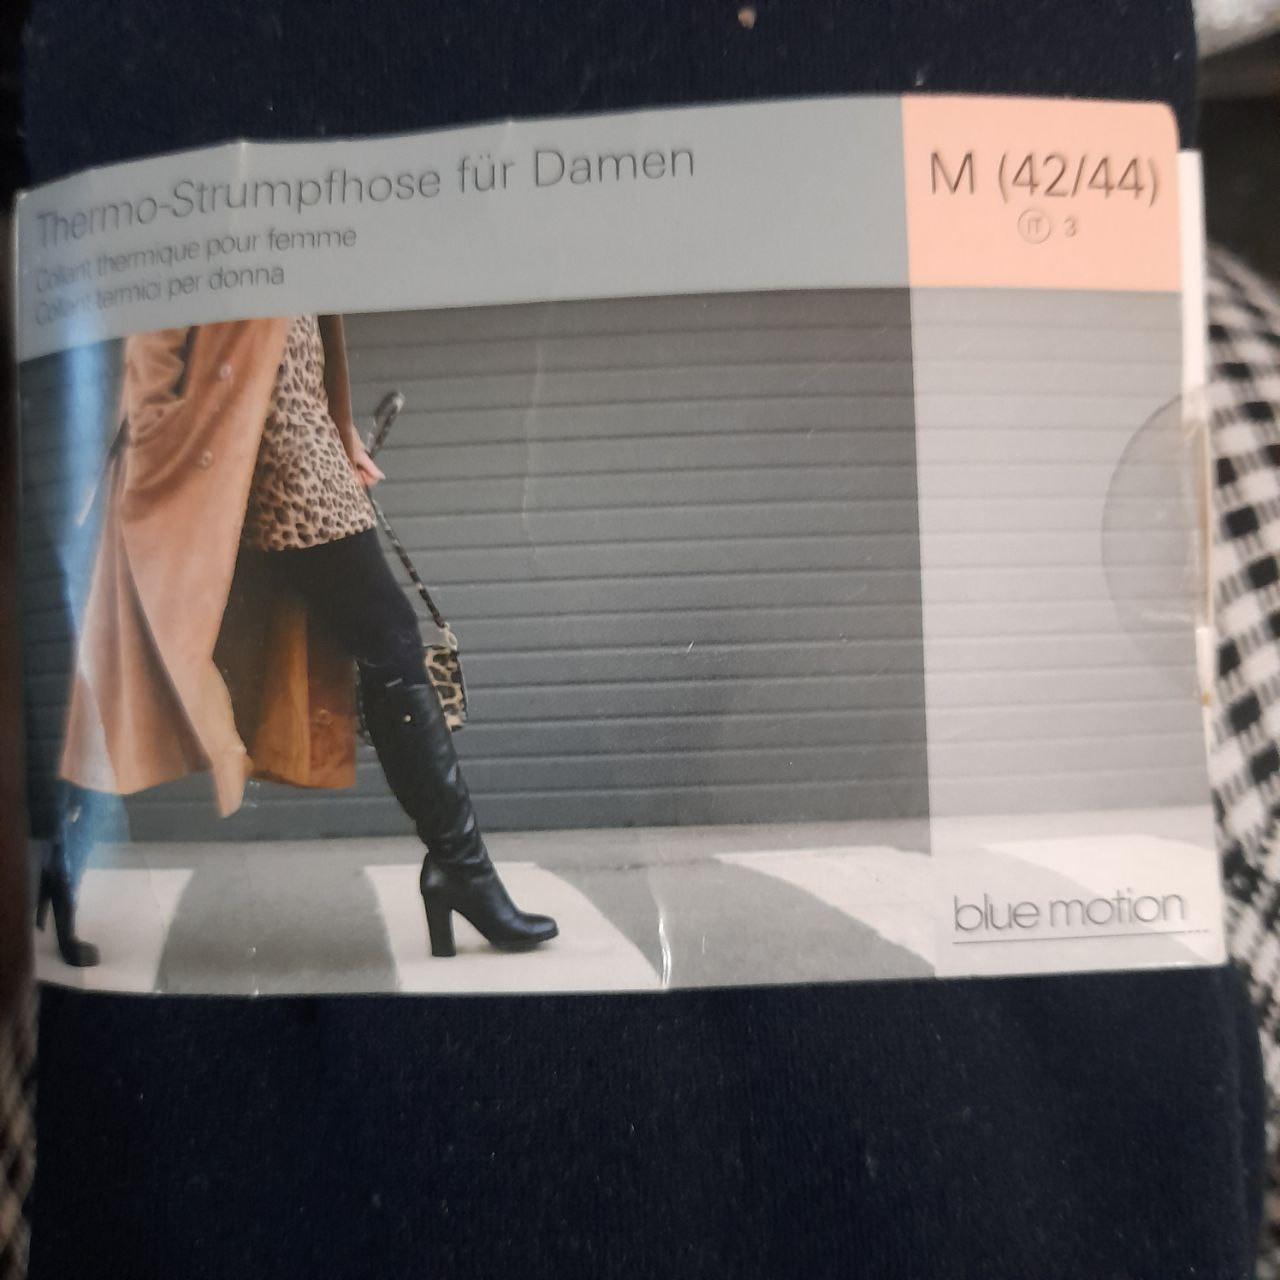 Thermo-Strumpfhose für Damen
Collant thermique pour femme
Collant termici per donna
M (42/44)
IT 3
blue motion